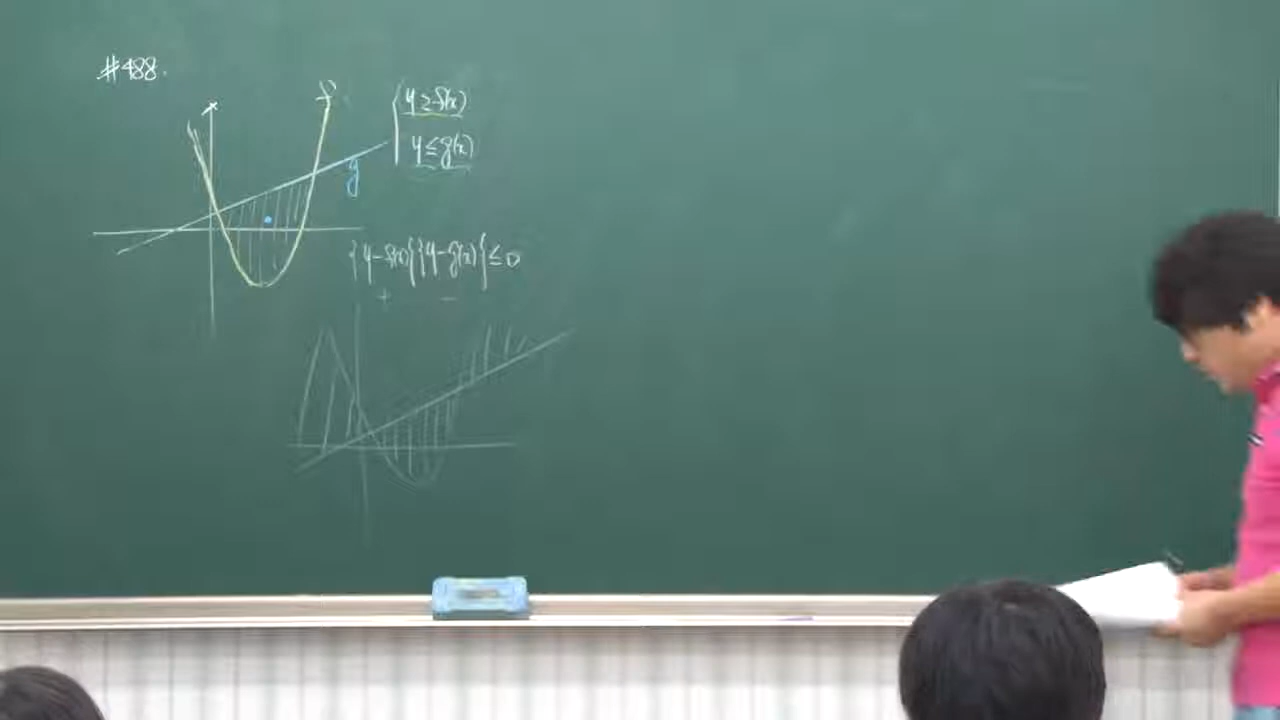 #488.
y≥f(x)
y≤g(x)
g
{y-f(x)}{y-g(x)}≤0
+ -